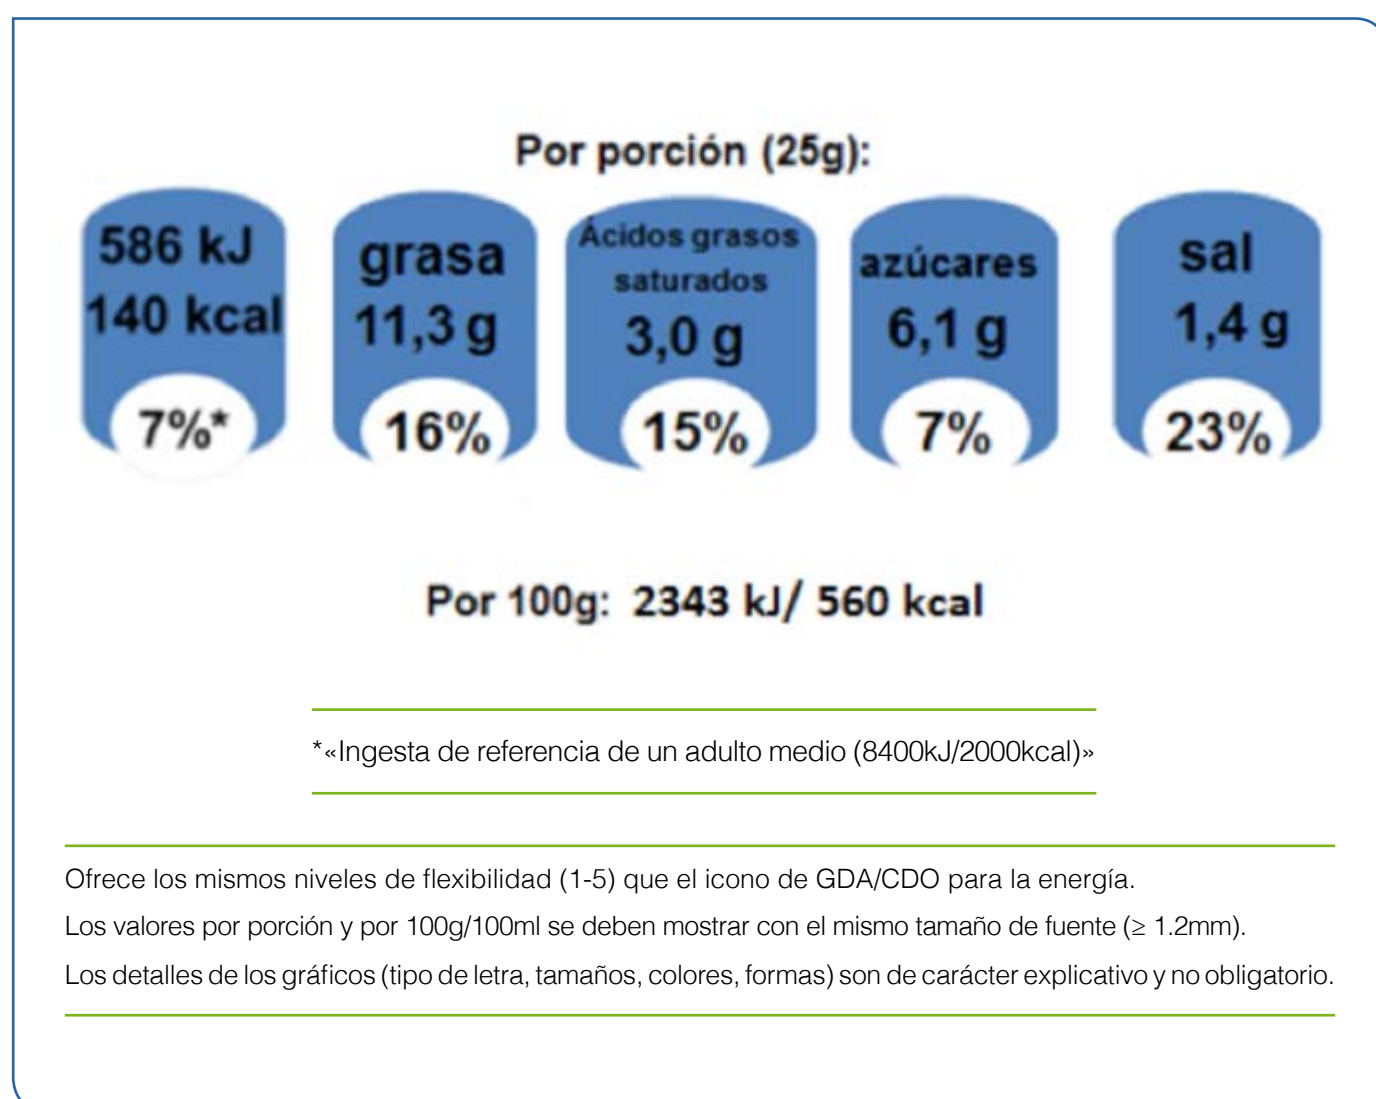 Por porción (25g):
586 kJ
140 kcal
7%*
grasa
11,3 g
16%
Ácidos grasos
saturados
3,0 g
15%
azúcares
6,1 g
7%
sal
1,4 g
23%
Por 100g: 2343 kJ/ 560 kcal
*«Ingesta de referencia de un adulto medio (8400kJ/2000kcal)»
Ofrece los mismos niveles de flexibilidad (1-5) que el icono de GDA/CDO para la energía.
Los valores por porción y por 100g/100ml se deben mostrar con el mismo tamaño de fuente (≥ 1.2mm).
Los detalles de los gráficos (tipo de letra, tamaños, colores, formas) son de carácter explicativo y no obligatorio.